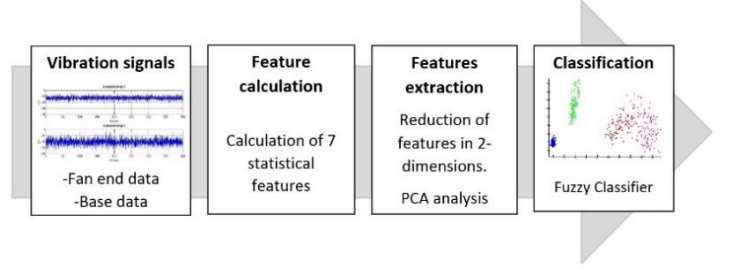 Vibration signals
-Fan end data
-Base data
Feature
calculation
Calculation of 7
statistical
features
Features
extraction
Reduction of
features in 2-
dimensions.
PCA analysis
Classification
Fuzzy Classifier